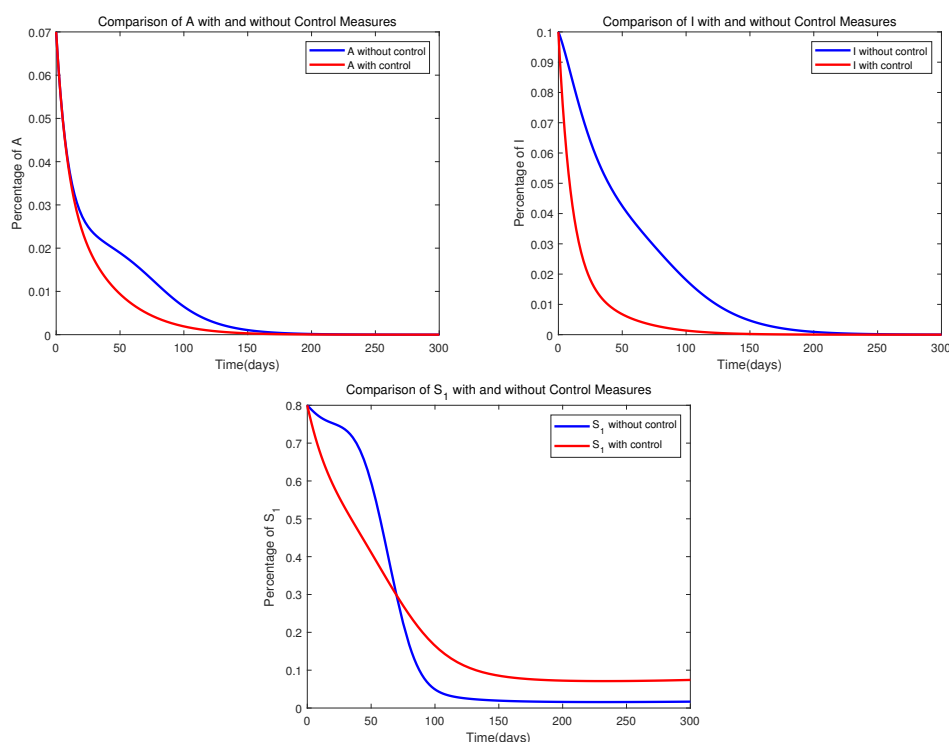 Comparison of A with and without Control Measures
0.07
0.06
0.05
0.04
0.03
0.02
0.01
0
Percentage of A
A without control
A with control
0 50 100 150 200 250 300
Time(days)
Comparison of I with and without Control Measures
0.1
0.09
0.08
0.07
0.06
0.05
0.04
0.03
0.02
0.01
0
Percentage of I
I without control
I with control
0 50 100 150 200 250 300
Time(days)
Comparison of S₁ with and without Control Measures
0.8
0.7
0.6
0.5
0.4
0.3
0.2
0.1
0
Percentage of S₁
S₁ without control
S₁ with control
0 50 100 150 200 250 300
Time(days)